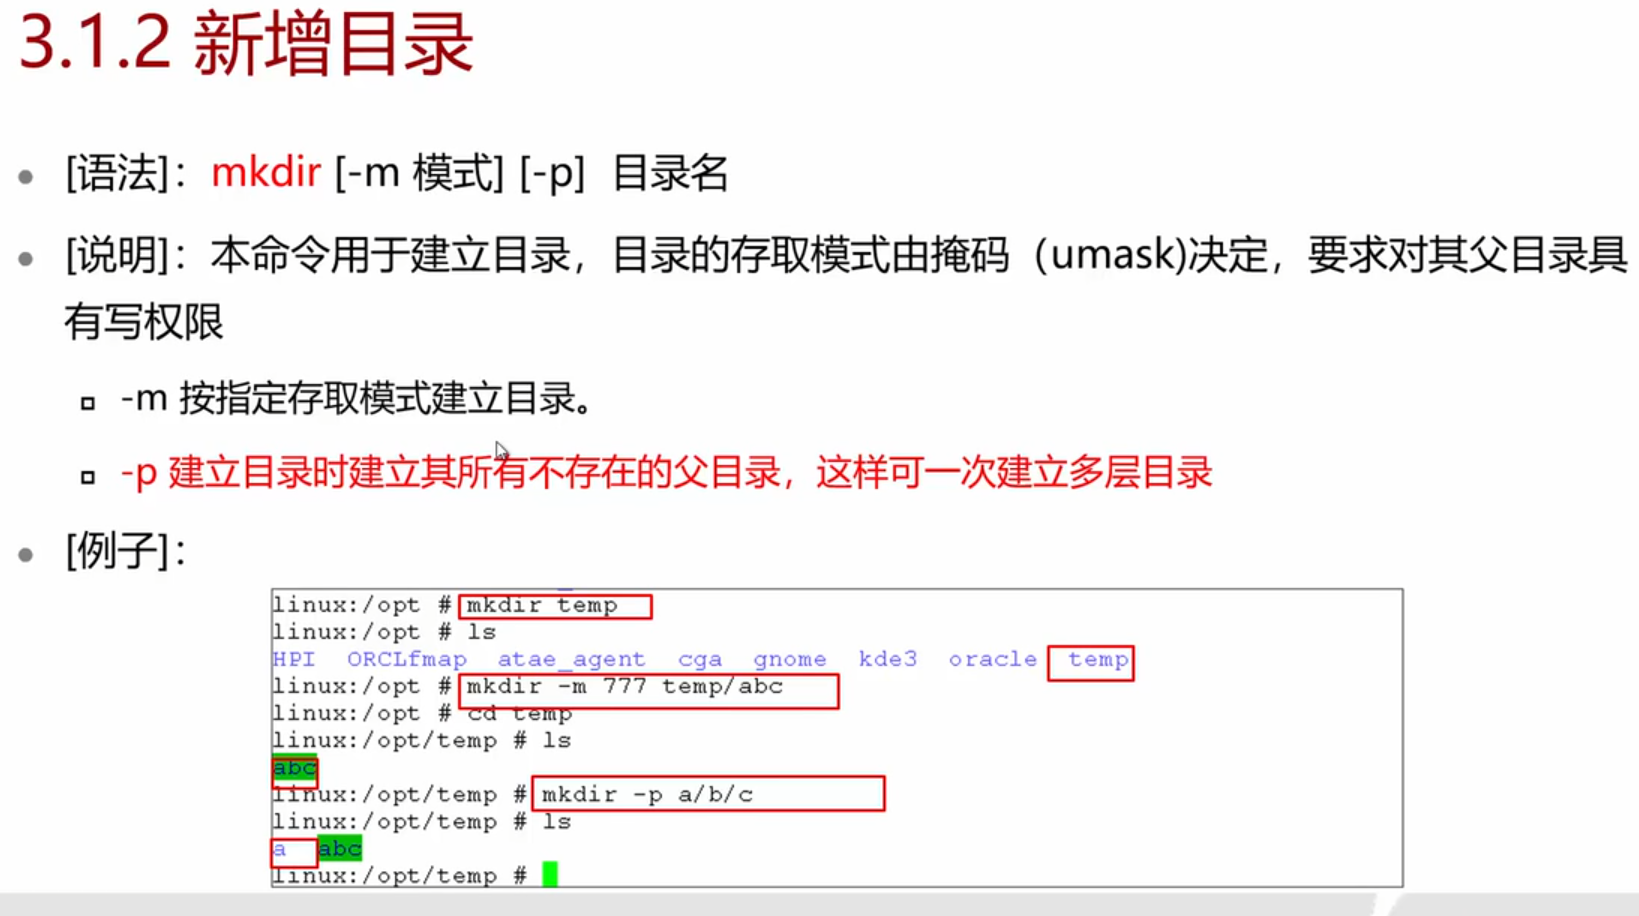 3.1.2 新增目录
[语法]：mkdir [-m 模式] [-p] 目录名
[说明]：本命令用于建立目录，目录的存取模式由掩码（umask)决定，要求对其父目录具
有写权限
-m 按指定存取模式建立目录。
-p 建立目录时建立其所有不存在的父目录，这样可一次建立多层目录
[例子]：
linux:/opt # mkdir temp
linux:/opt # ls
HPI ORCLfmap atae_agent cga gnome kde3 oracle temp
linux:/opt # mkdir -m 777 temp/abc
linux:/opt # cd temp
linux:/opt/temp # ls
abc
linux:/opt/temp # mkdir -p a/b/c
linux:/opt/temp # ls
a abc
linux:/opt/temp #